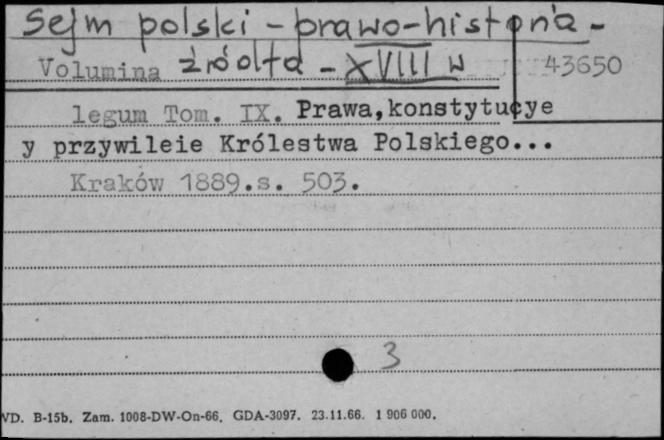 Sejm polski - prawo-historia -
Volumina źródła - XVIII w 43650
legum Tom. IX. Prawa,konstytucye
y przywileie Królestwa Polskiego...
Kraków 1889.s. 503.
3
WD. B-15b. Zam. 1008-DW-On-66. GDA-3097. 23.11.66. 1 906 000.